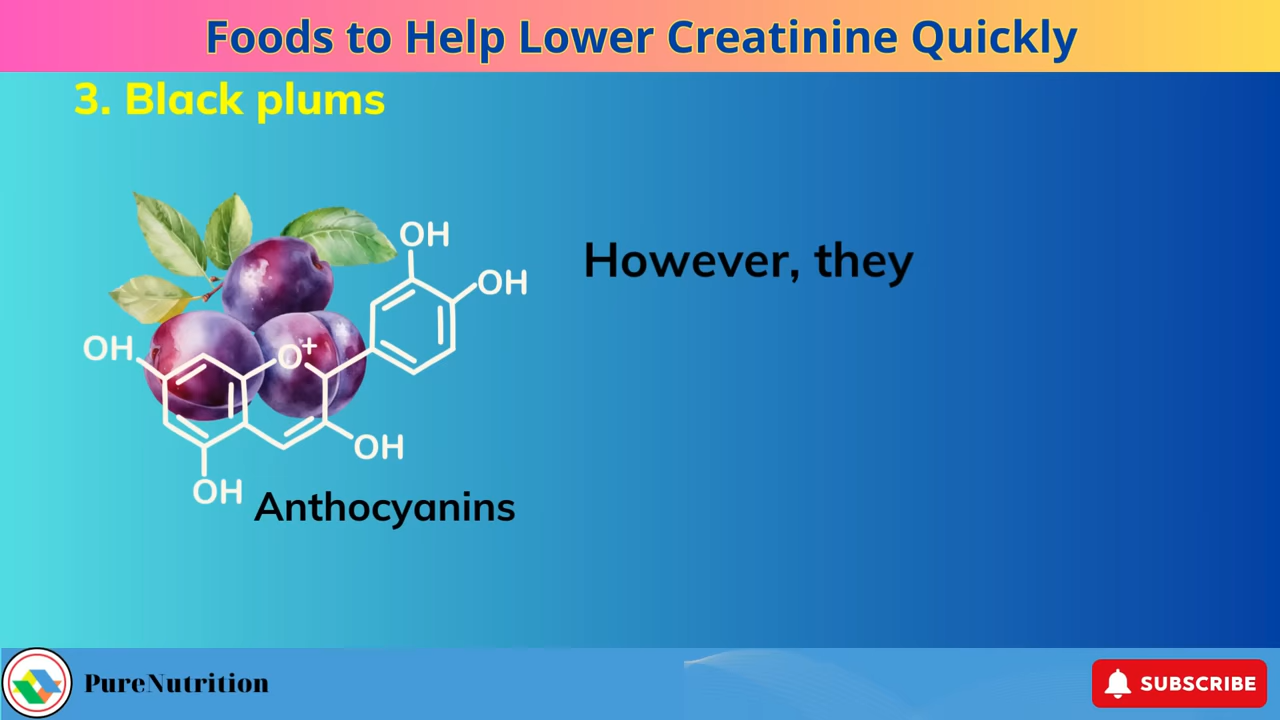 Foods to Help Lower Creatinine Quickly
3. Black plums
OH
OH
However, they
OH
O+
OH
OH
Anthocyanins
PureNutrition
SUBSCRIBE